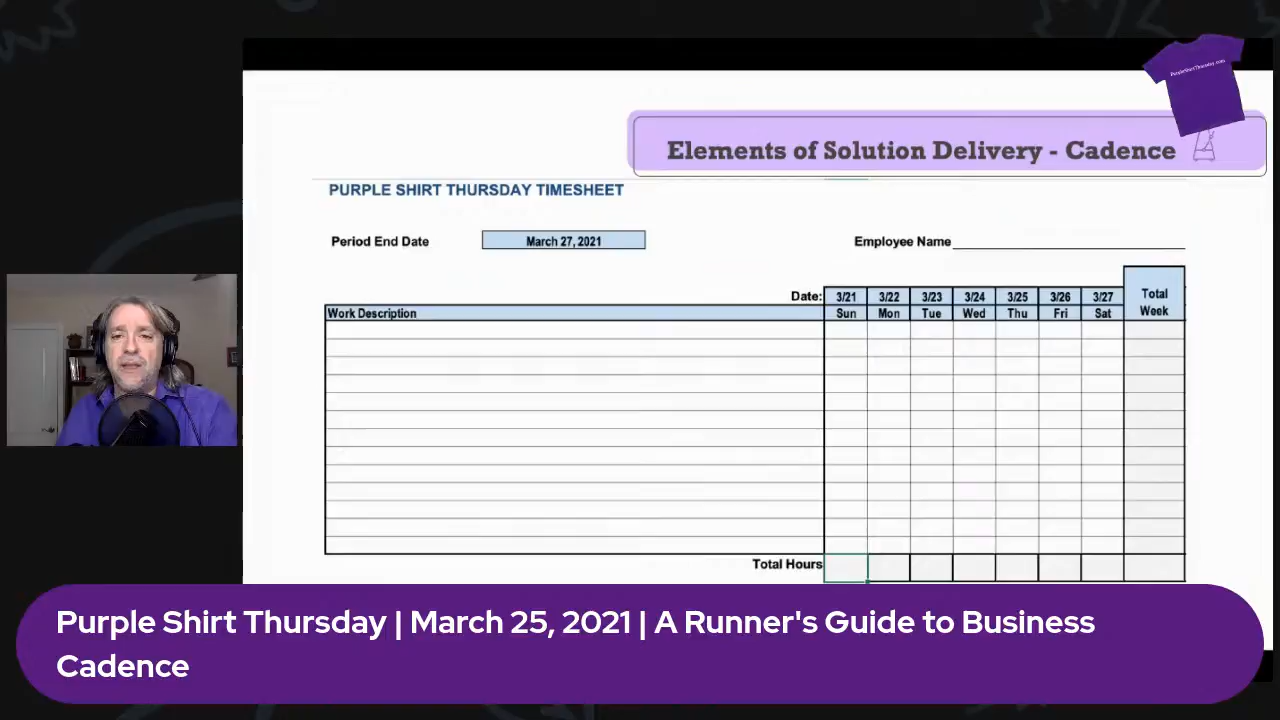 PurpleShirtThursday.com
Elements of Solution Delivery - Cadence
PURPLE SHIRT THURSDAY TIMESHEET
Period End Date March 27, 2021 Employee Name
Date: 3/21 3/22 3/23 3/24 3/25 3/26 3/27 Total
Work Description Sun Mon Tue Wed Thu Fri Sat Week
Total Hours
Purple Shirt Thursday | March 25, 2021 | A Runner's Guide to Business
Cadence